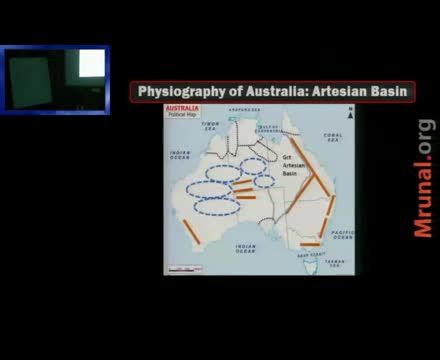 Physiography of Australia: Artesian Basin
AUSTRALIA
Political Map
ARAFURA SEA
N
TIMOR
SEA
GULF OF
CARPENTARIA
CORAL
SEA
INDIAN
OCEAN
Grt
Artesian
Basin
PACIFIC
OCEAN
INDIAN
OCEAN
BASS STRAIT
TASMAN
SEA
Mrunal.org